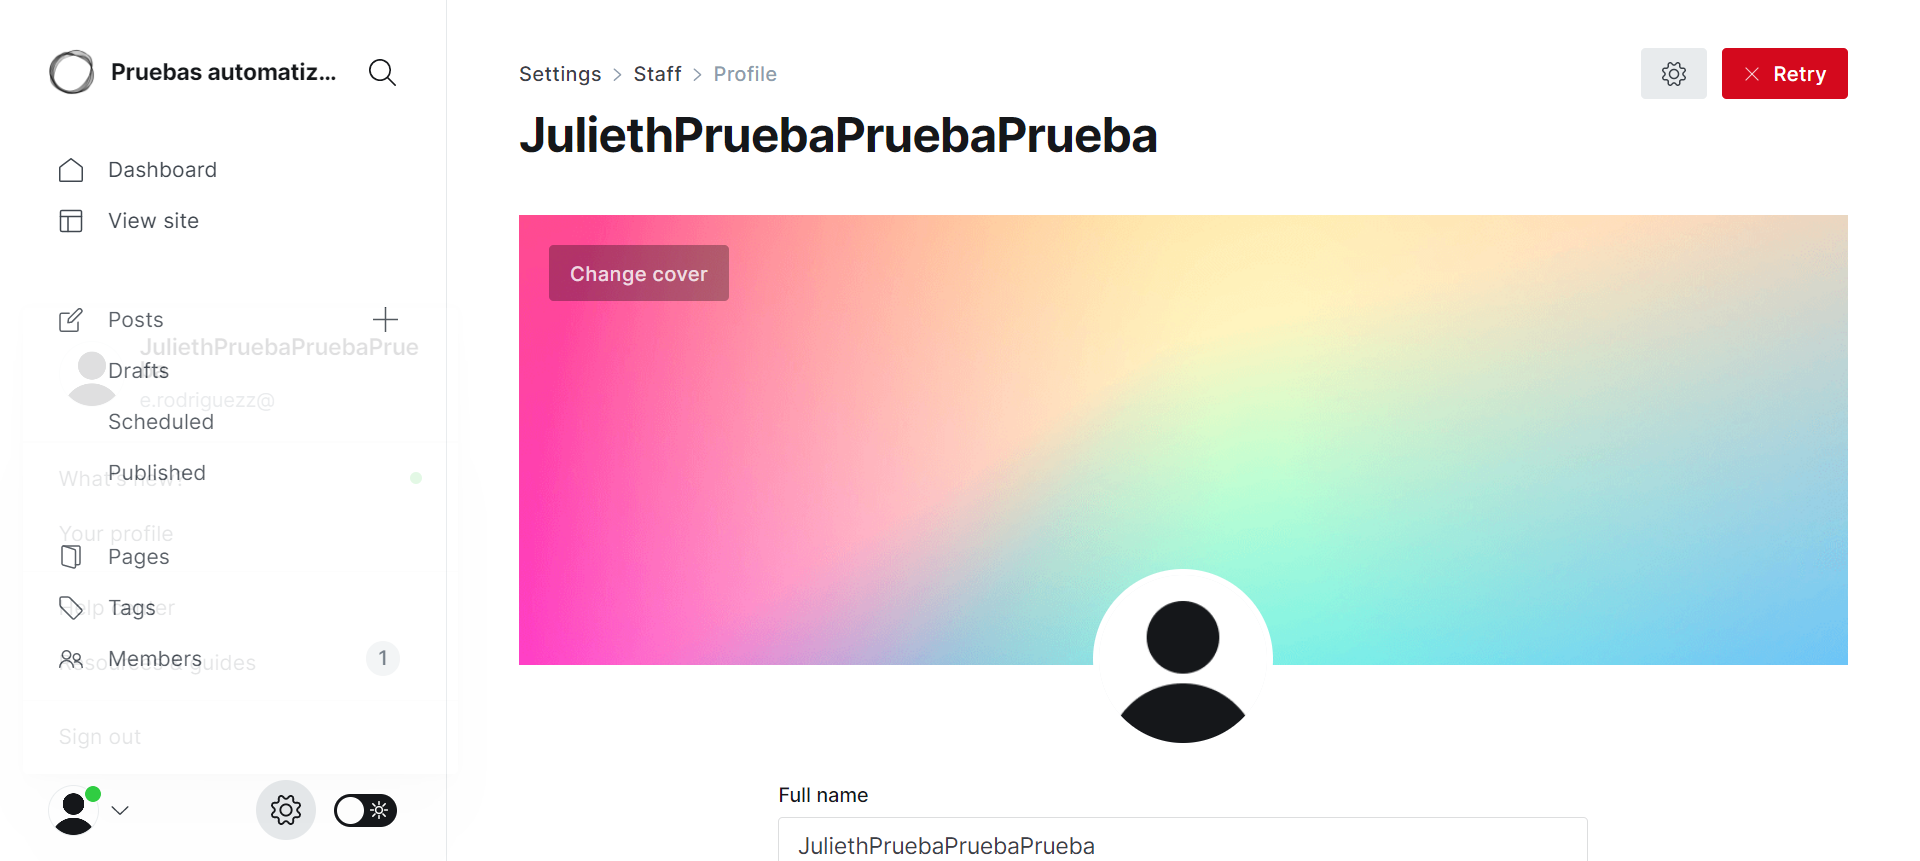 Pruebas automatiz...
Dashboard
View site
Posts
JuliethPruebaPruebaPrue
Drafts
e.rodriguezz@
Scheduled
What's new?
Published
Your profile
Pages
Help center
Tags
Resources & guides
Members
1
Sign out
Settings > Staff > Profile
Retry
JuliethPruebaPruebaPrueba
Change cover
Full name
JuliethPruebaPruebaPrueba